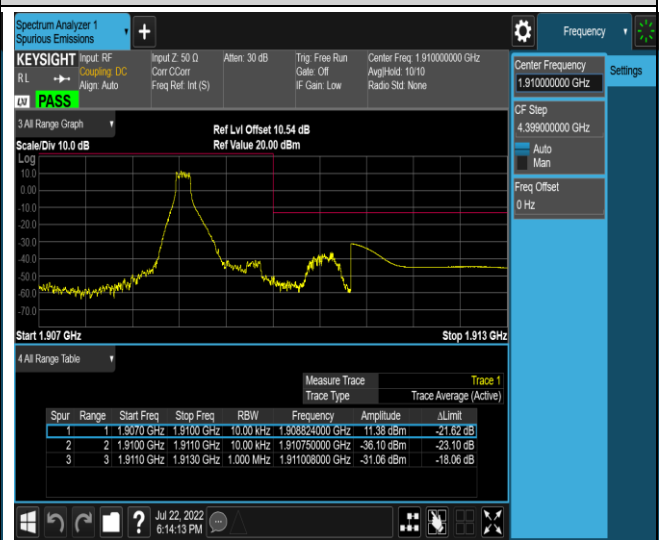 Spectrum Analyzer 1
Spurious Emissions
+
Frequency
KEYSIGHT Input: RF Input Z: 50 Ω Atten: 30 dB Trig: Free Run Center Freq: 1.910000000 GHz
RL Coupling: DC Corr CCorr Gate: Off Avg|Hold: 10/10
Align: Auto Freq Ref: Int (S) IF Gain: Low Radio Std: None
LXI PASS
Center Frequency
1.910000000 GHz
Settings
CF Step
4.399000000 GHz
Auto
Man
Freq Offset
0 Hz
3 All Range Graph
Ref Lvl Offset 10.54 dB
Scale/Div 10.0 dB Ref Value 20.00 dBm
Log
10.0
0.00
-10.0
-20.0
-30.0
-40.0
-50.0
-60.0
-70.0
Start 1.907 GHz Stop 1.913 GHz
4 All Range Table
Measure Trace Trace 1
Trace Type Trace Average (Active)
Spur Range Start Freq Stop Freq RBW Frequency Amplitude ΔLimit
1 1 1.9070 GHz 1.9100 GHz 10.00 kHz 1.908824000 GHz 11.38 dBm -21.62 dB
2 2 1.9100 GHz 1.9110 GHz 10.00 kHz 1.910750000 GHz -36.10 dBm -23.10 dB
3 3 1.9110 GHz 1.9130 GHz 1.000 MHz 1.911008000 GHz -31.06 dBm -18.06 dB
? Jul 22, 2022
6:14:13 PM